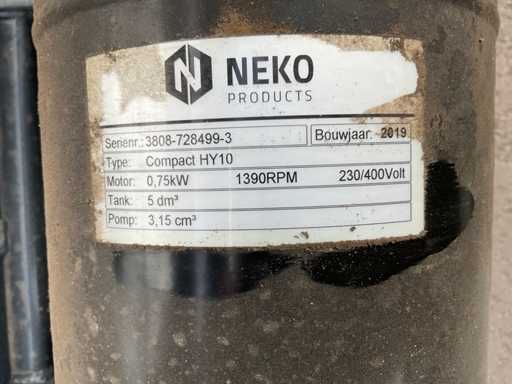 NEKO
PRODUCTS
Serienr.: 3808-728499-3 Bouwjaar: 2019
Type: Compact HY10
Motor: 0,75kW 1390RPM 230/400Volt
Tank: 5 dm³
Pomp: 3,15 cm³